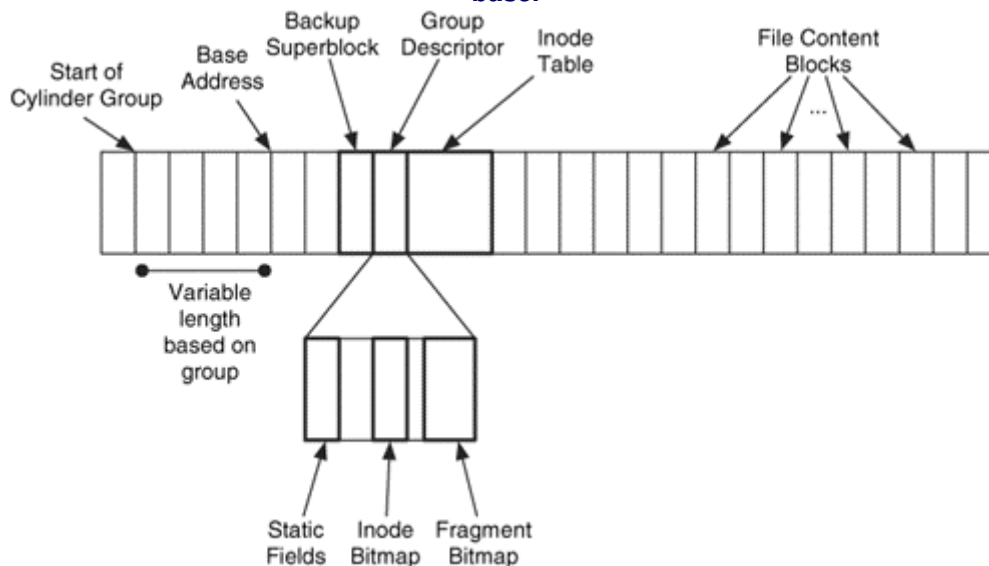 base.
Start of
Cylinder Group
Base
Address
Backup
Superblock
Group
Descriptor
Inode
Table
File Content
Blocks
...
Variable
length
based on
group
Static
Fields
Inode
Bitmap
Fragment
Bitmap